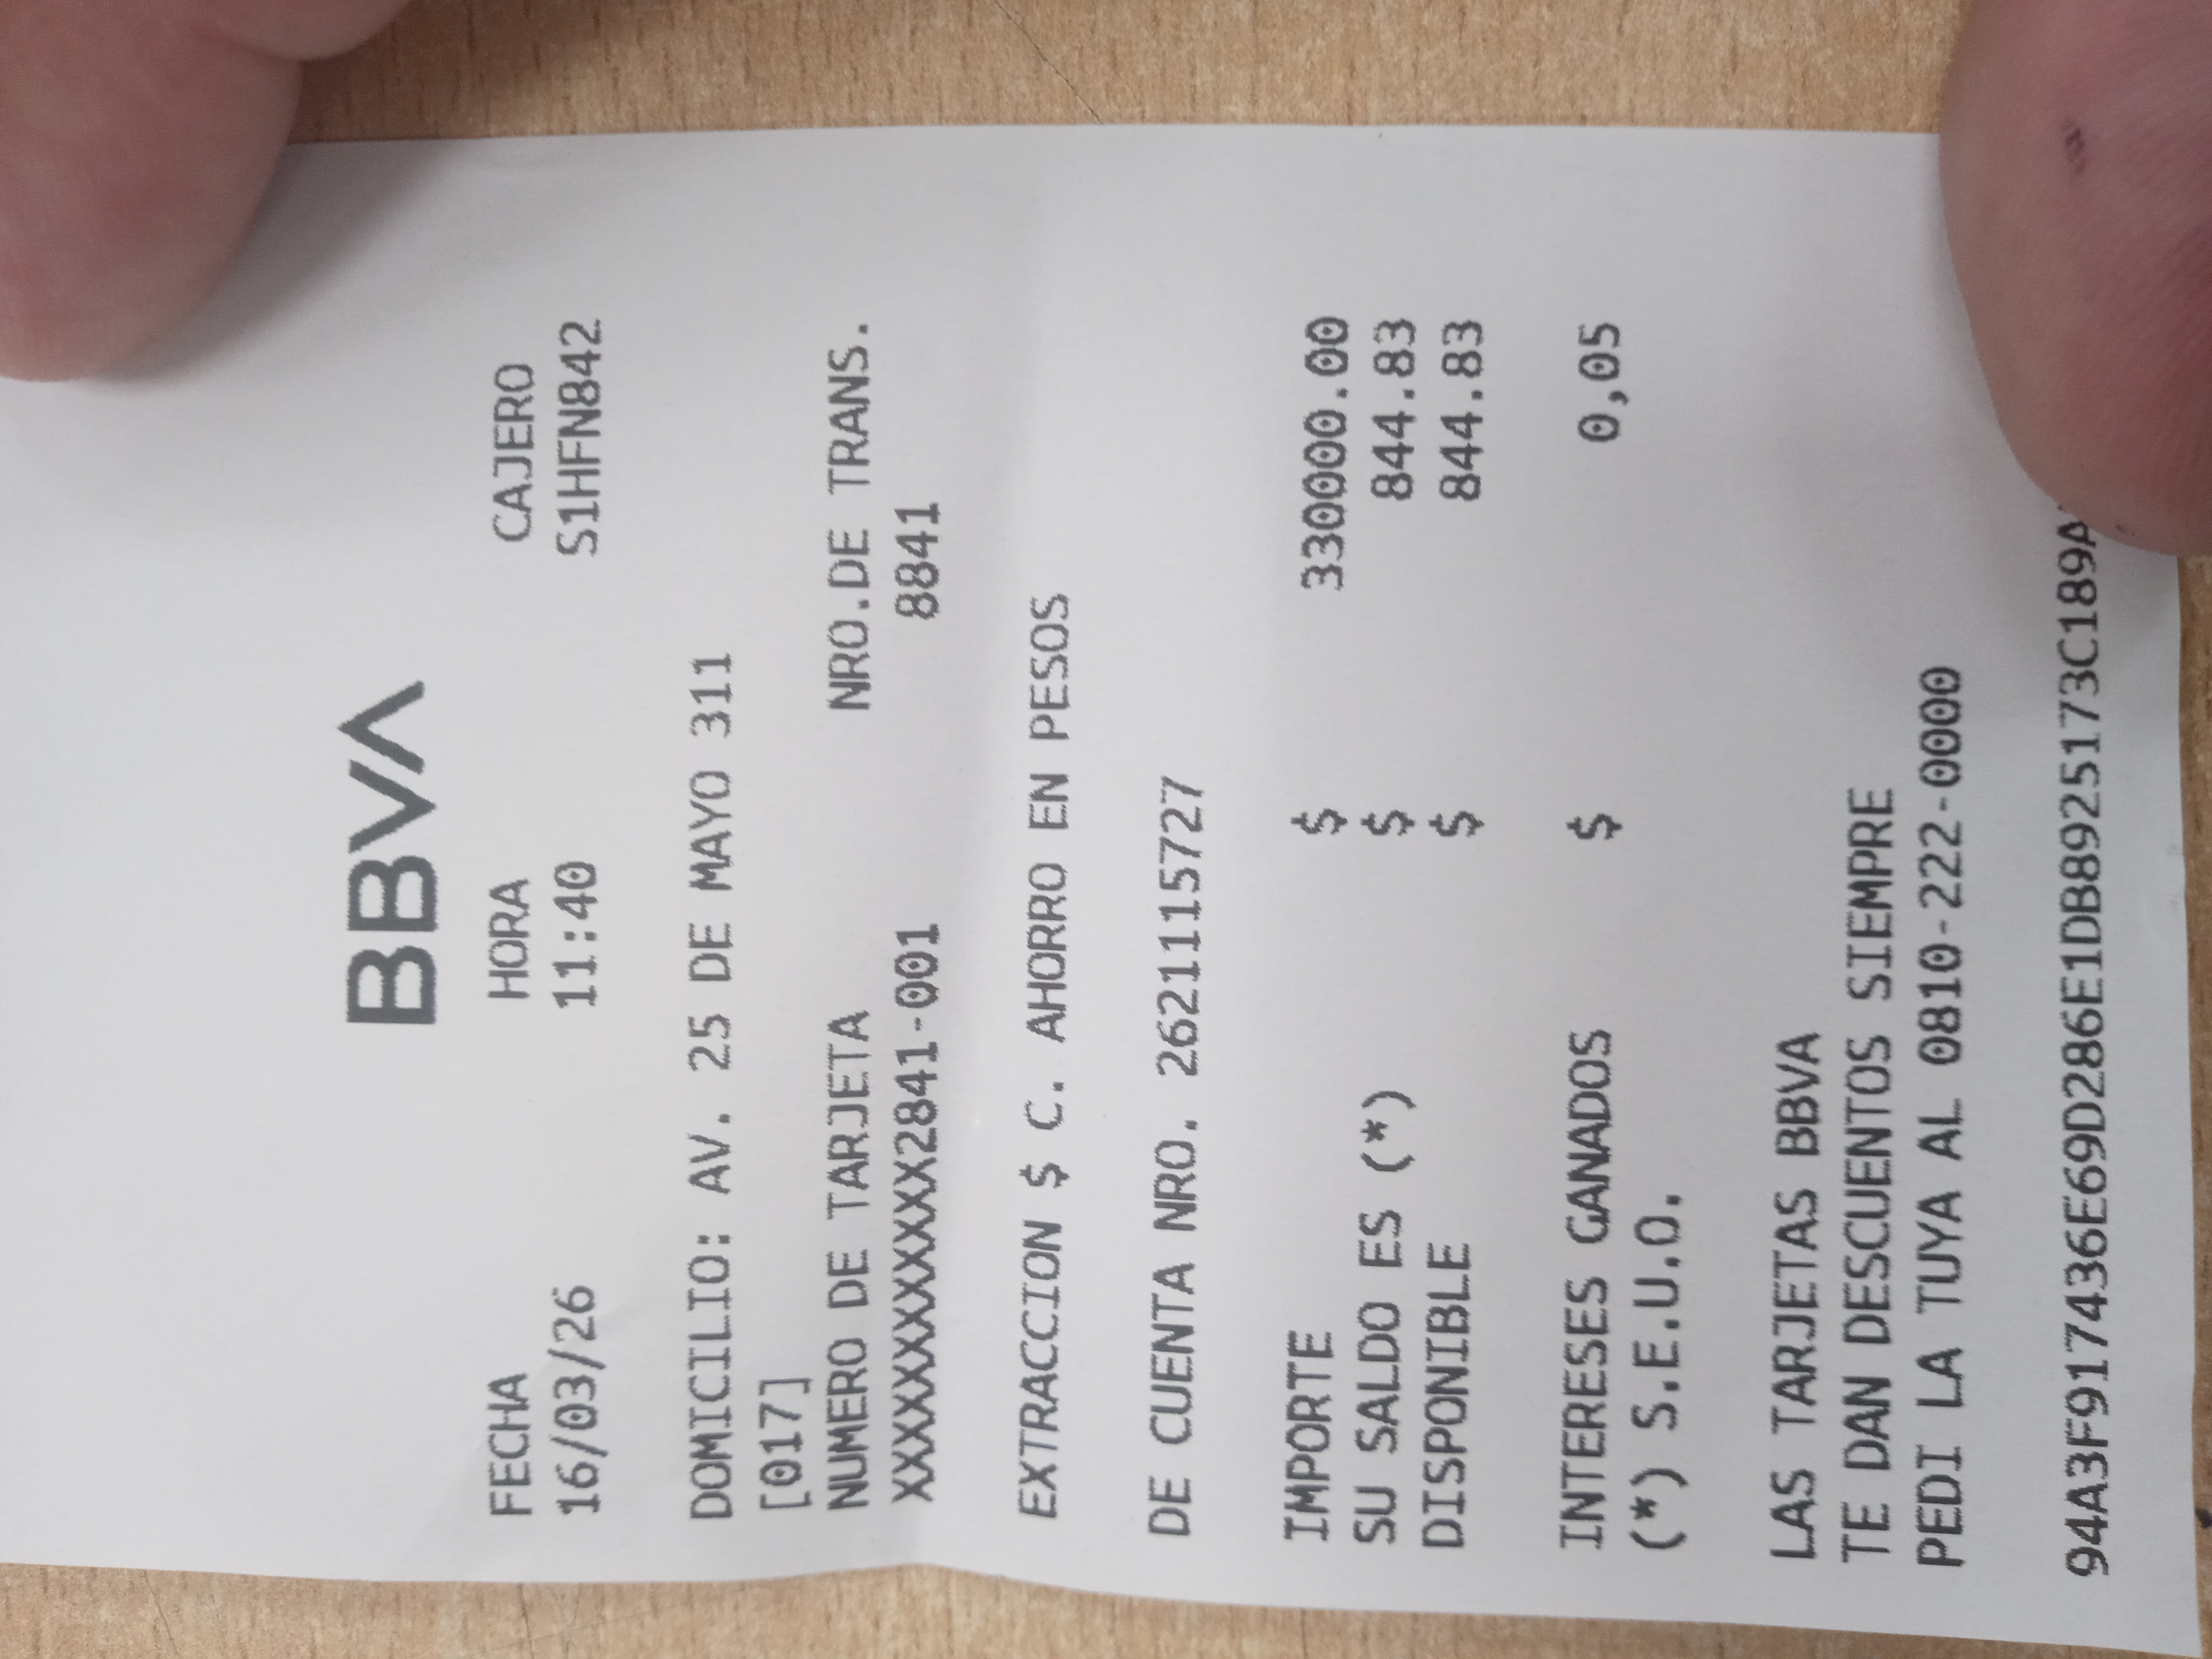 BBVA
FECHA HORA CAJERO
16/03/26 11:40 S1HFN842
DOMICILIO: AV. 25 DE MAYO 311
[017]
NUMERO DE TARJETA NRO.DE TRANS.
XXXXXXXXXXXX2841-001 8841
EXTRACCION $ C. AHORRO EN PESOS
DE CUENTA NRO. 2621115727
IMPORTE $ 330000.00
SU SALDO ES (*) $ 844.83
DISPONIBLE $ 844.83
INTERESES GANADOS $ 0,05
(*) S.E.U.O.
LAS TARJETAS BBVA
TE DAN DESCUENTOS SIEMPRE
PEDI LA TUYA AL 0810-222-0000
94A3F917436E69D286E1DB8925173C189A